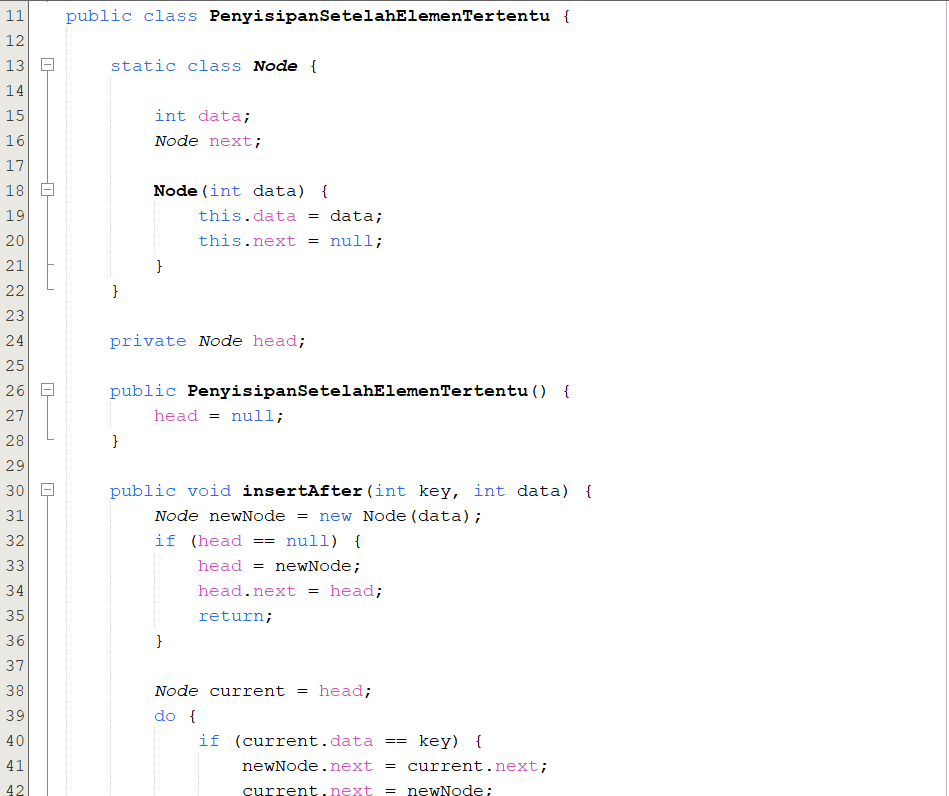 11 public class PenyisipanSetelahElemenTertentu {
12
13 static class Node {
14
15 int data;
16 Node next;
17
18 Node(int data) {
19 this.data = data;
20 this.next = null;
21 }
22 }
23
24 private Node head;
25
26 public PenyisipanSetelahElemenTertentu() {
27 head = null;
28 }
29
30 public void insertAfter(int key, int data) {
31 Node newNode = new Node(data);
32 if (head == null) {
33 head = newNode;
34 head.next = head;
35 return;
36 }
37
38 Node current = head;
39 do {
40 if (current.data == key) {
41 newNode.next = current.next;
42 current.next = newNode;